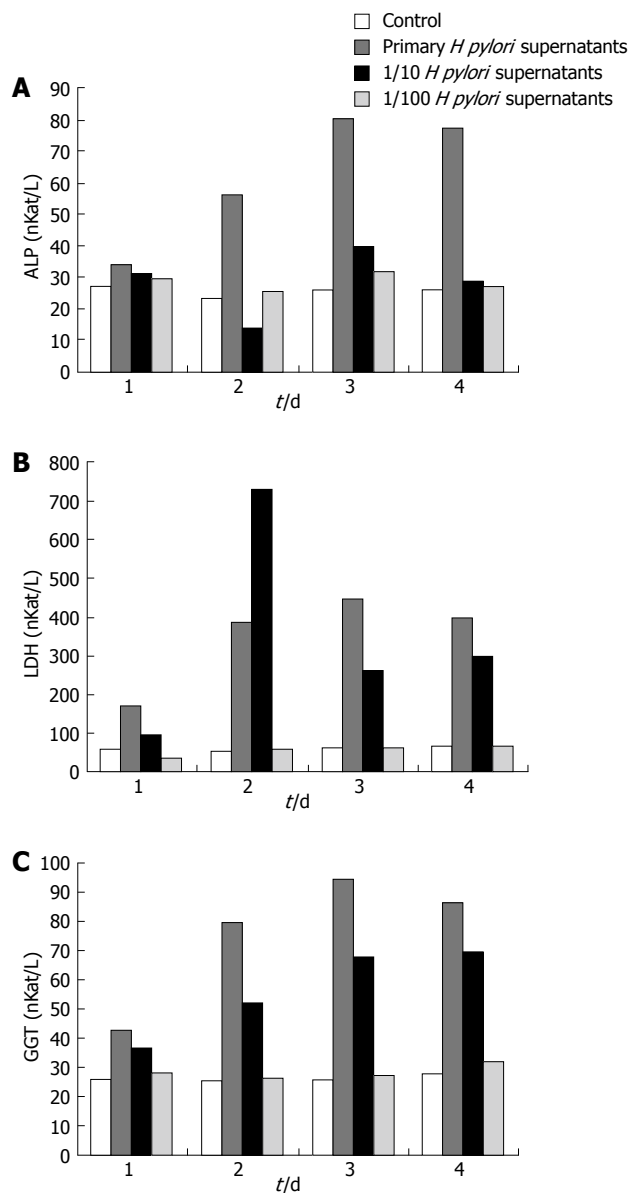 Control
Primary H pylori supernatants
1/10 H pylori supernatants
1/100 H pylori supernatants
A
90
80
70
60
50
40
30
20
10
0
ALP (nKat/L)
1 2 3 4
t/d
B
800
700
600
500
400
300
200
100
0
LDH (nKat/L)
1 2 3 4
t/d
C
100
90
80
70
60
50
40
30
20
10
0
GGT (nKat/L)
1 2 3 4
t/d